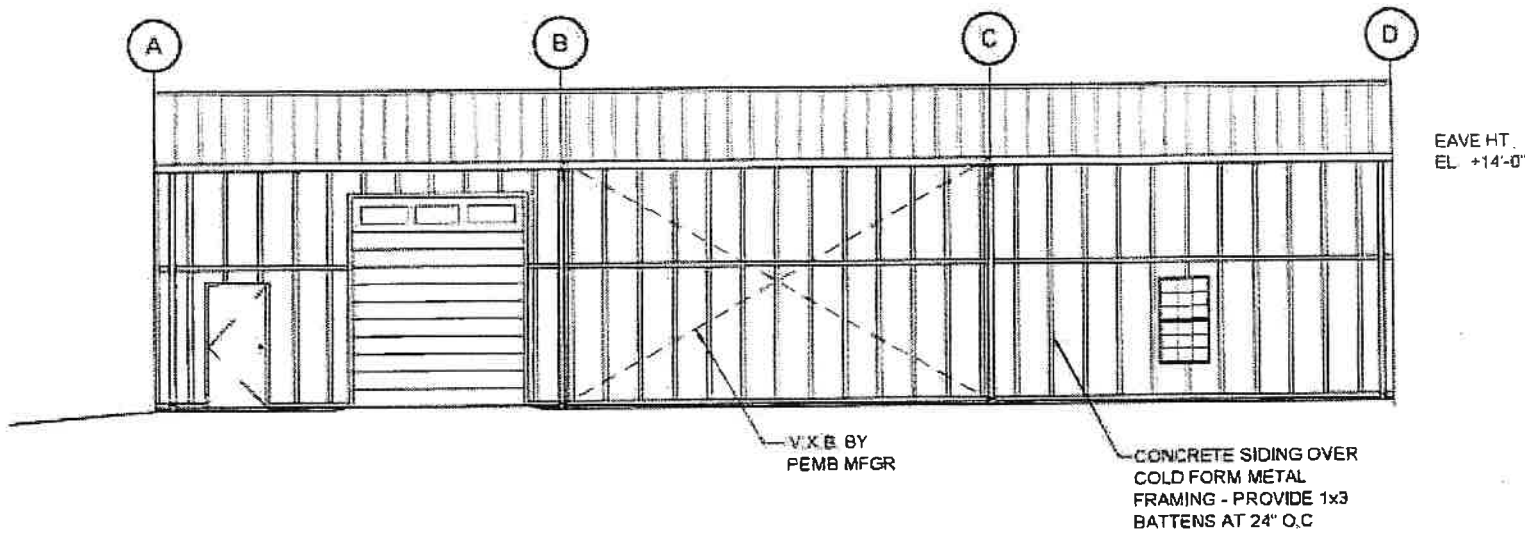 A
B
C
D
EAVE HT.
EL. +14'-0"
V.X.B. BY
PEMB MFGR
CONCRETE SIDING OVER
COLD FORM METAL
FRAMING - PROVIDE 1x3
BATTENS AT 24" O.C